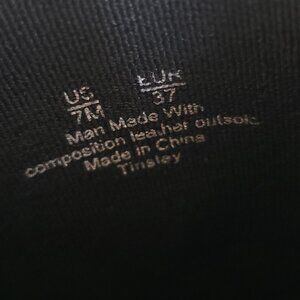 US EUR
7M 37
Man Made With
composition leather outsole
Made in China
Tinsley